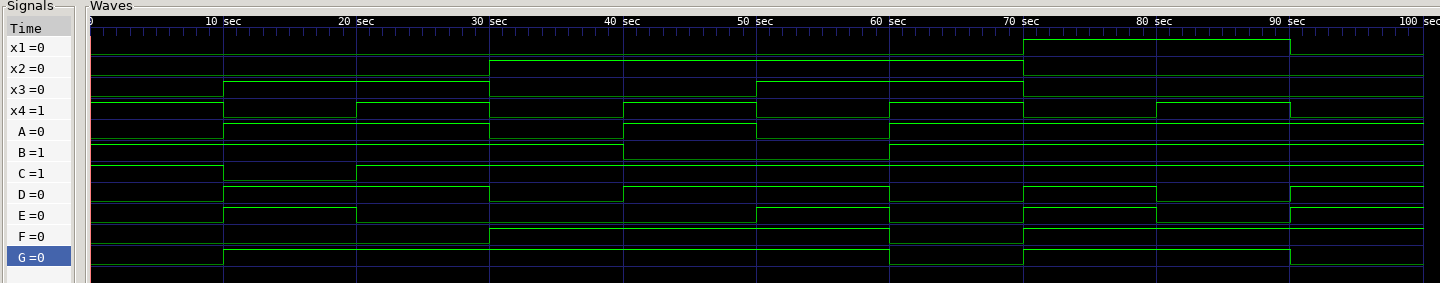 Signals Waves
Time 0 10 sec 20 sec 30 sec 40 sec 50 sec 60 sec 70 sec 80 sec 90 sec 100 sec
x1=0
x2=0
x3=0
x4=1
A=0
B=1
C=1
D=0
E=0
F=0
G=0